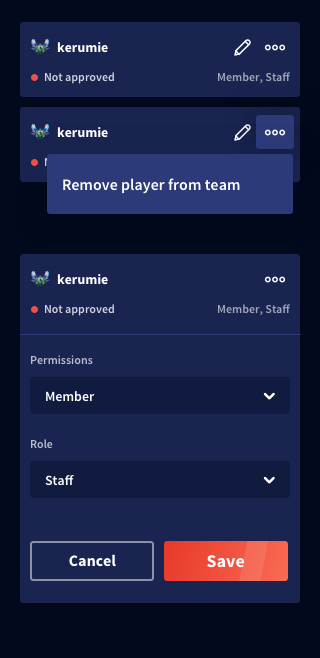 kerumie
Not approved
Member, Staff
kerumie
Remove player from team
kerumie
Not approved
Member, Staff
Permissions
Member
Role
Staff
Cancel
Save